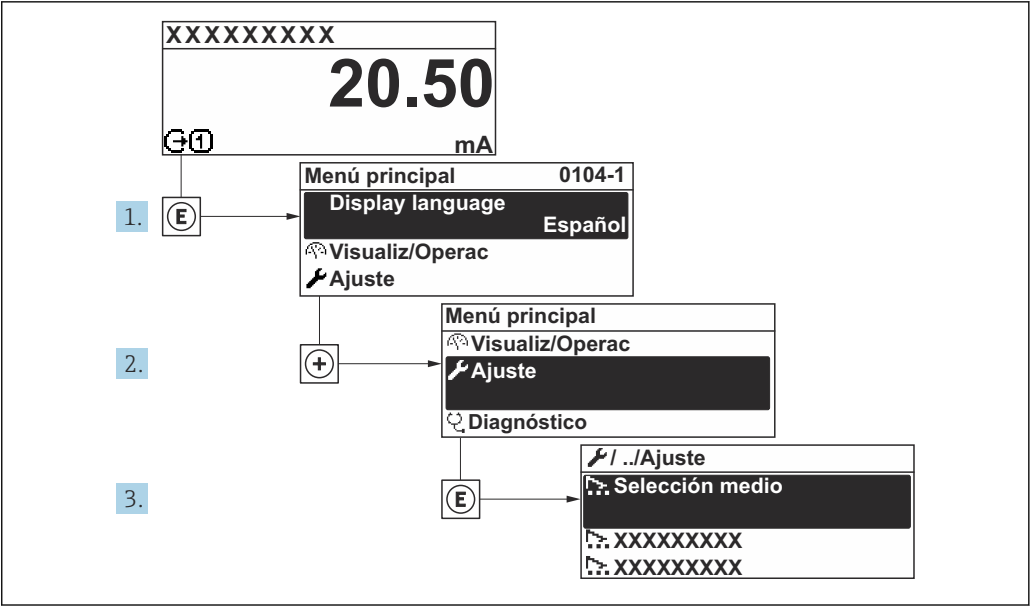 XXXXXXXXX
20.50
1
mA
Menú principal 0104-1
Display language
Español
1. E
Visualiz/Operac
Ajuste
Menú principal
Visualiz/Operac
2. +
Ajuste
Diagnóstico
/ ../Ajuste
Selección medio
3. E
XXXXXXXXX
XXXXXXXXX